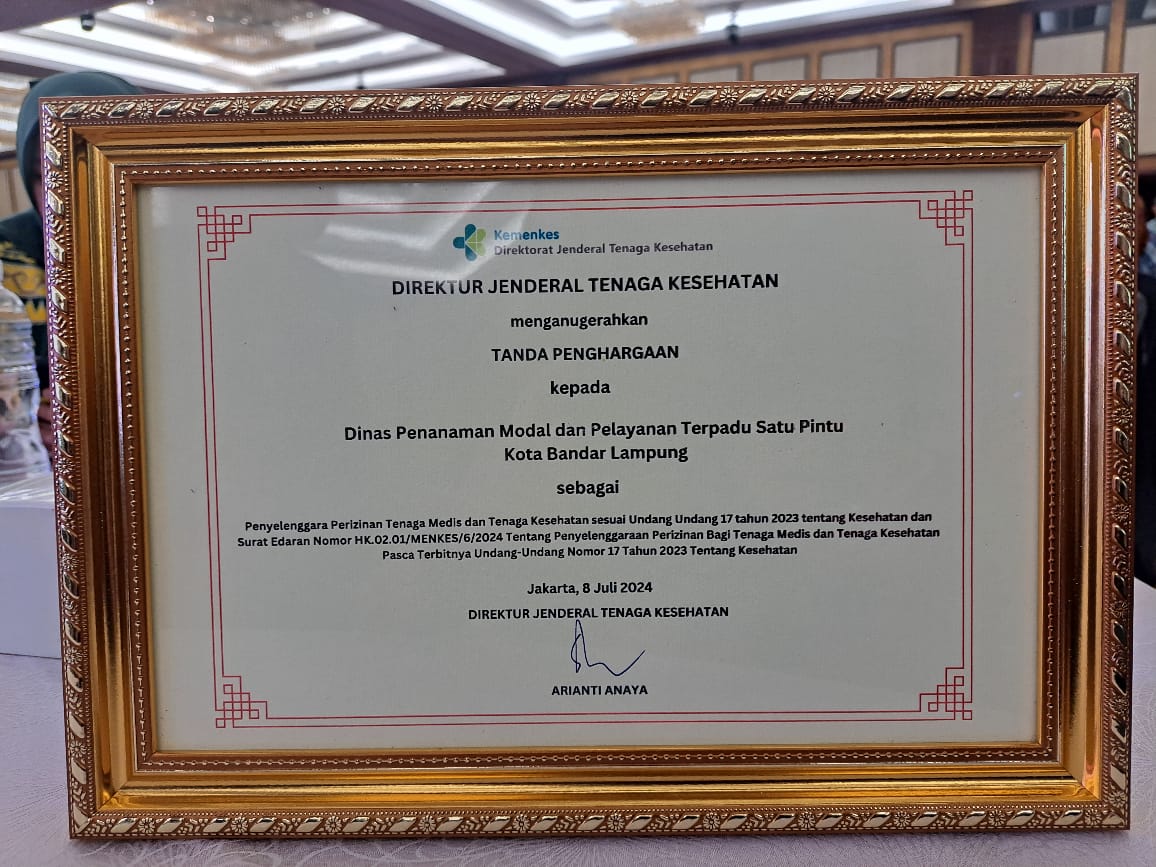 Kemenkes
Direktorat Jenderal Tenaga Kesehatan
DIREKTUR JENDERAL TENAGA KESEHATAN
menganugerahkan
TANDA PENGHARGAAN
kepada
Dinas Penanaman Modal dan Pelayanan Terpadu Satu Pintu
Kota Bandar Lampung
sebagai
Penyelenggara Perizinan Tenaga Medis dan Tenaga Kesehatan sesuai Undang Undang 17 tahun 2023 tentang Kesehatan dan
Surat Edaran Nomor HK.02.01/MENKES/6/2024 Tentang Penyelenggaraan Perizinan Bagi Tenaga Medis dan Tenaga Kesehatan
Pasca Terbitnya Undang-Undang Nomor 17 Tahun 2023 Tentang Kesehatan
Jakarta, 8 Juli 2024
DIREKTUR JENDERAL TENAGA KESEHATAN
ARIANTI ANAYA